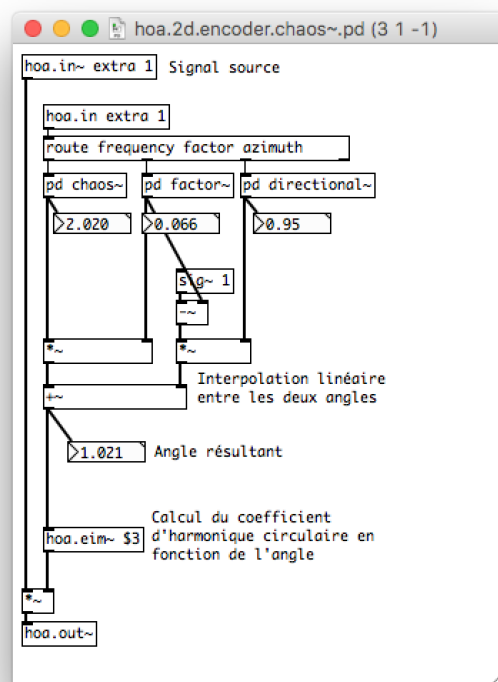 hoa.2d.encoder.chaos~.pd (3 1 -1)
hoa.in~ extra 1
Signal source
hoa.in extra 1
route frequency factor azimuth
pd chaos~
pd factor~
pd directional~
2.020
0.066
0.95
sig~ 1
-~
*~
*~
Interpolation linéaire
entre les deux angles
+~
1.021
Angle résultant
Calcul du coefficient
d'harmonique circulaire en
fonction de l'angle
hoa.eim~ $3
*~
hoa.out~